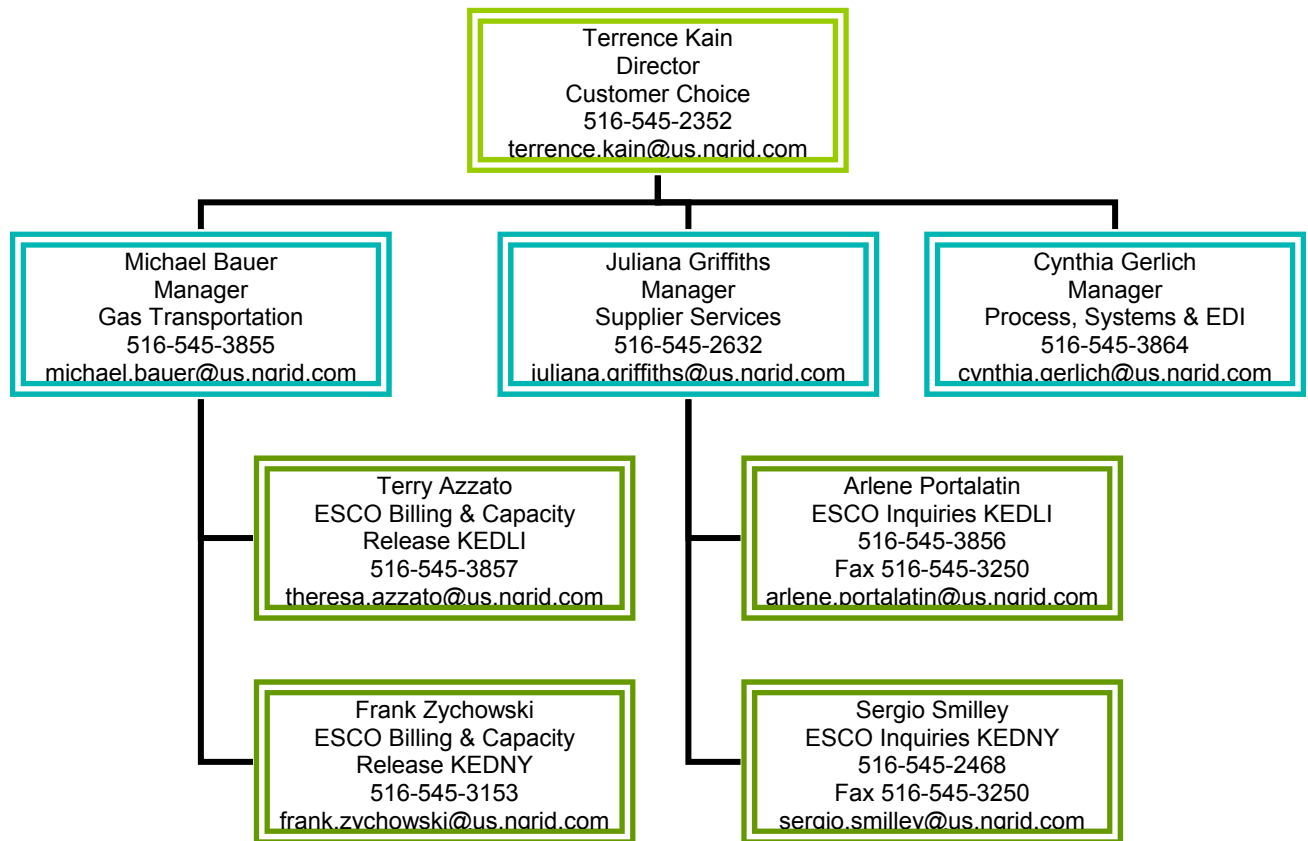 Terrence Kain
Director
Customer Choice
516-545-2352
terrence.kain@us.ngrid.com
Michael Bauer
Manager
Gas Transportation
516-545-3855
michael.bauer@us.ngrid.com
Juliana Griffiths
Manager
Supplier Services
516-545-2632
juliana.griffiths@us.ngrid.com
Cynthia Gerlich
Manager
Process, Systems & EDI
516-545-3864
cynthia.gerlich@us.ngrid.com
Terry Azzato
ESCO Billing & Capacity
Release KEDLI
516-545-3857
theresa.azzato@us.ngrid.com
Frank Zychowski
ESCO Billing & Capacity
Release KEDNY
516-545-3153
frank.zychowski@us.ngrid.com
Arlene Portalatin
ESCO Inquiries KEDLI
516-545-3856
Fax 516-545-3250
arlene.portalatin@us.ngrid.com
Sergio Smilley
ESCO Inquiries KEDNY
516-545-2468
Fax 516-545-3250
sergio.smilley@us.ngrid.com